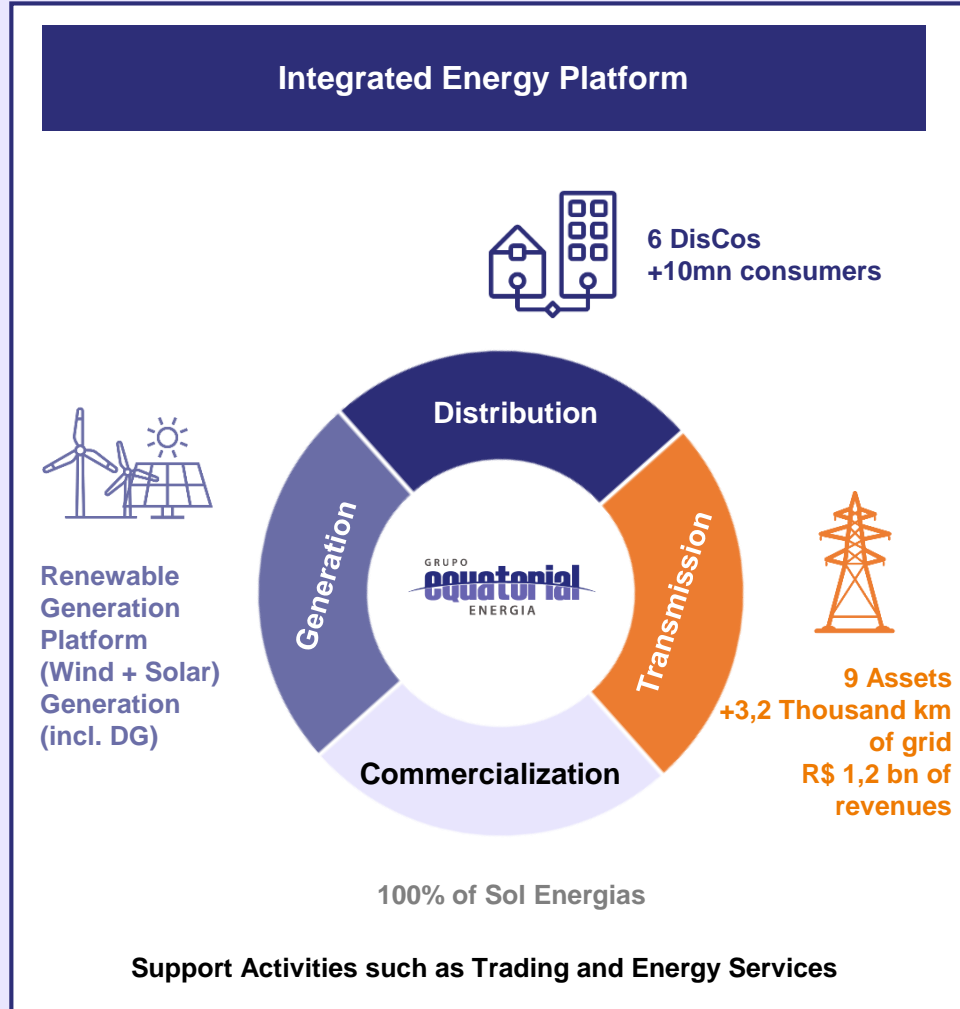 Integrated Energy Platform
6 DisCos
+10mn consumers
Distribution
Generation
Transmission
Commercialization
GRUPO
equatorial
ENERGIA
Renewable
Generation
Platform
(Wind + Solar)
Generation
(incl. DG)
9 Assets
+3,2 Thousand km
of grid
R$ 1,2 bn of
revenues
100% of Sol Energias
Support Activities such as Trading and Energy Services